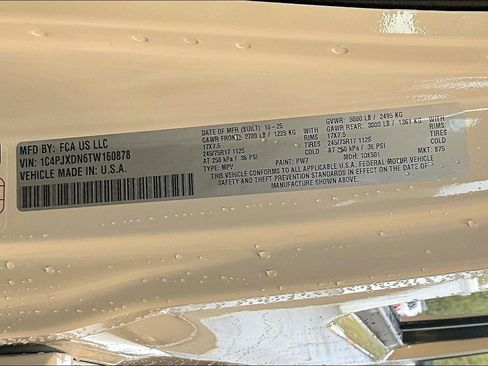 MFD BY: FCA US LLC
VIN: 1C4PJXDN6TW160878
VEHICLE MADE IN: U.S.A.
DATE OF MFR (BUILT): 10-25
GAWR FRONT: 2700 LB / 1225 KG
17X7.5 RIMS
245/75R17 112S TIRES
AT 250 kPa / 36 PSI COLD
TYPE: MPV PAINT: PW7
GVWR 5500 LB / 2495 KG
GAWR REAR: 3000 LB / 1361 KG
17X7.5 RIMS
245/75R17 112S TIRES
AT 250 kPa / 36 PSI COLD
MDH: MKT: 875
THIS VEHICLE CONFORMS TO ALL APPLICABLE U.S.A. FEDERAL MOTOR VEHICLE
SAFETY AND THEFT PREVENTION STANDARDS IN EFFECT ON THE DATE OF
MANUFACTURE SHOWN ABOVE.